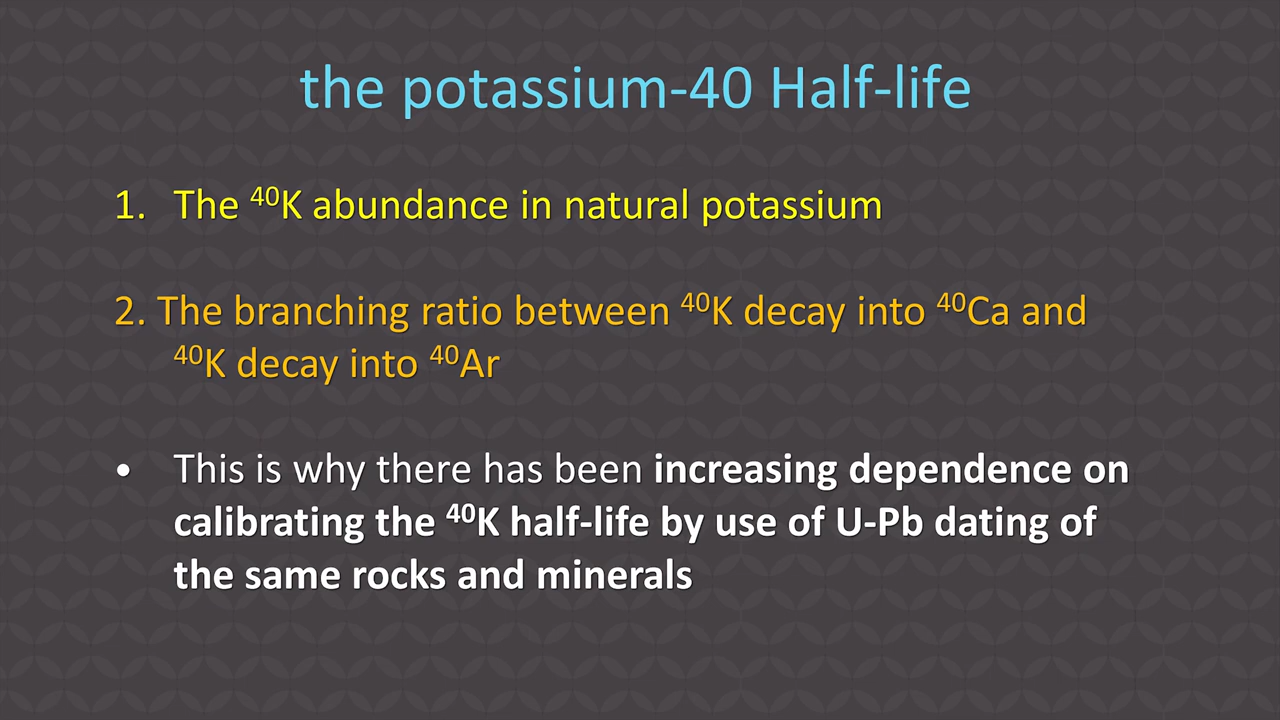 the potassium-40 Half-life
1. The ⁴⁰K abundance in natural potassium
2. The branching ratio between ⁴⁰K decay into ⁴⁰Ca and
⁴⁰K decay into ⁴⁰Ar
• This is why there has been increasing dependence on
calibrating the ⁴⁰K half-life by use of U-Pb dating of
the same rocks and minerals